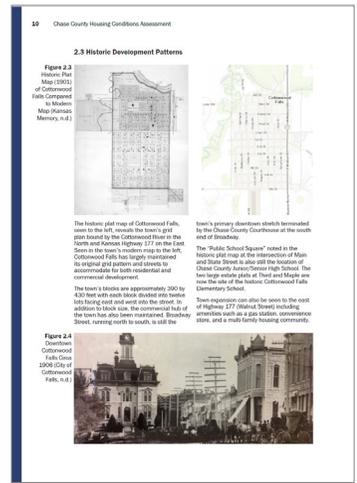 10 Chase County Housing Conditions Assessment
2.3 Historic Development Patterns
Figure 2.3
Historic Plat
Map (1901)
of Cottonwood
Falls Compared
to Modern
Map (Kansas
Memory, n.d.)
Cottonwood
Falls
The historic plat map of Cottonwood Falls,
seen to the left, reveals the town's grid
plan bound by the Cottonwood River in the
North and Kansas Highway 177 on the East.
Seen in the town's modern map to the left,
Cottonwood Falls has largely maintained
its original grid pattern and streets to
accommodate for both residential and
commercial development.
The town's blocks are approximately 390 by
430 feet with each block divided into twelve
lots facing east and west into the street. In
addition to block size, the commercial hub of
the town has also been maintained. Broadway
Street, running north to south, is still the
town's primary downtown stretch terminated
by the Chase County Courthouse at the south
end of Broadway.
The "Public School Square" noted in the
historic plat map at the intersection of Main
and State Street is also still the location of
Chase County Junior/Senior High School. The
two large estate plats at Third and Maple are
now the site of the historic Cottonwood Falls
Elementary School.
Town expansion can also be seen to the east
of Highway 177 (Walnut Street) including
amenities such as a gas station, convenience
store, and a multi-family housing community.
Figure 2.4
Downtown
Cottonwood
Falls Circa
1906 (City of
Cottonwood
Falls, n.d.)